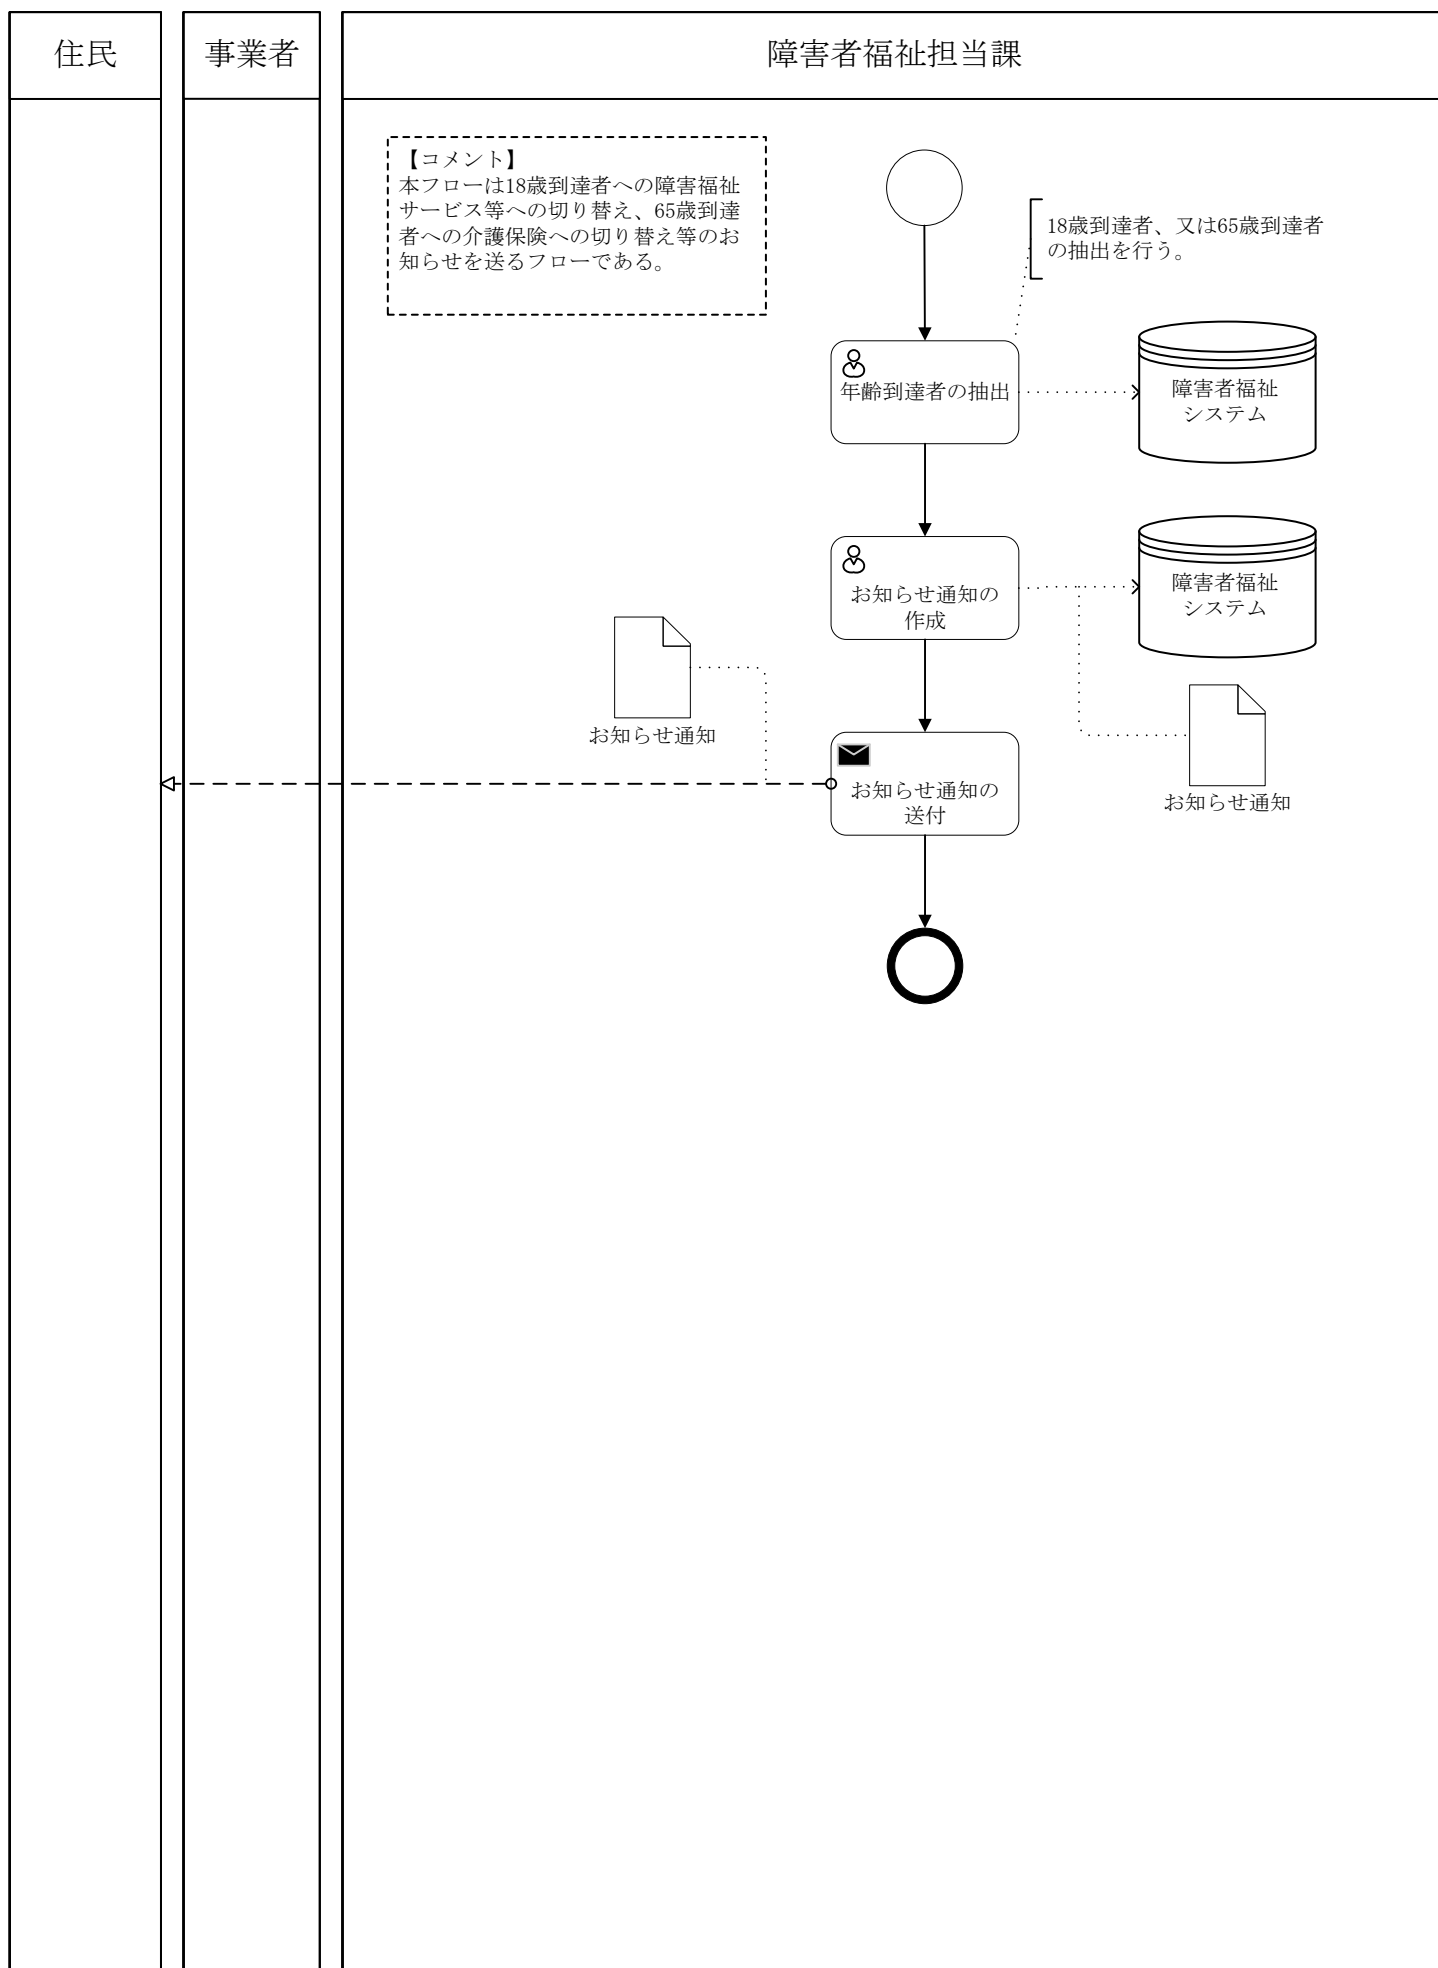 住民
事業者
障害者福祉担当課
【コメント】
本フローは18歳到達者への障害福祉
サービス等への切り替え、65歳到達
者への介護保険への切り替え等のお
知らせを送るフローである。
18歳到達者、又は65歳到達者
の抽出を行う。
年齢到達者の抽出
障害者福祉
システム
お知らせ通知の
作成
障害者福祉
システム
お知らせ通知
お知らせ通知の
送付
お知らせ通知